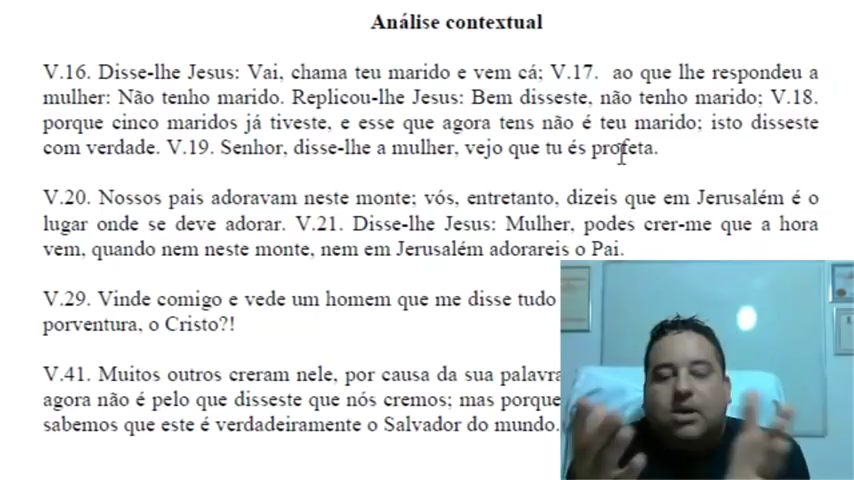 Análise contextual
V.16. Disse-lhe Jesus: Vai, chama teu marido e vem cá; V.17. ao que lhe respondeu a
mulher: Não tenho marido. Replicou-lhe Jesus: Bem disseste, não tenho marido; V.18.
porque cinco maridos já tiveste, e esse que agora tens não é teu marido; isto disseste
com verdade. V.19. Senhor, disse-lhe a mulher, vejo que tu és profeta.
V.20. Nossos pais adoravam neste monte; vós, entretanto, dizeis que em Jerusalém é o
lugar onde se deve adorar. V.21. Disse-lhe Jesus: Mulher, podes crer-me que a hora
vem, quando nem neste monte, nem em Jerusalém adorareis o Pai.
V.29. Vinde comigo e vede um homem que me disse tudo
porventura, o Cristo?!
V.41. Muitos outros creram nele, por causa da sua palavra
agora não é pelo que disseste que nós cremos; mas porque
sabemos que este é verdadeiramente o Salvador do mundo.